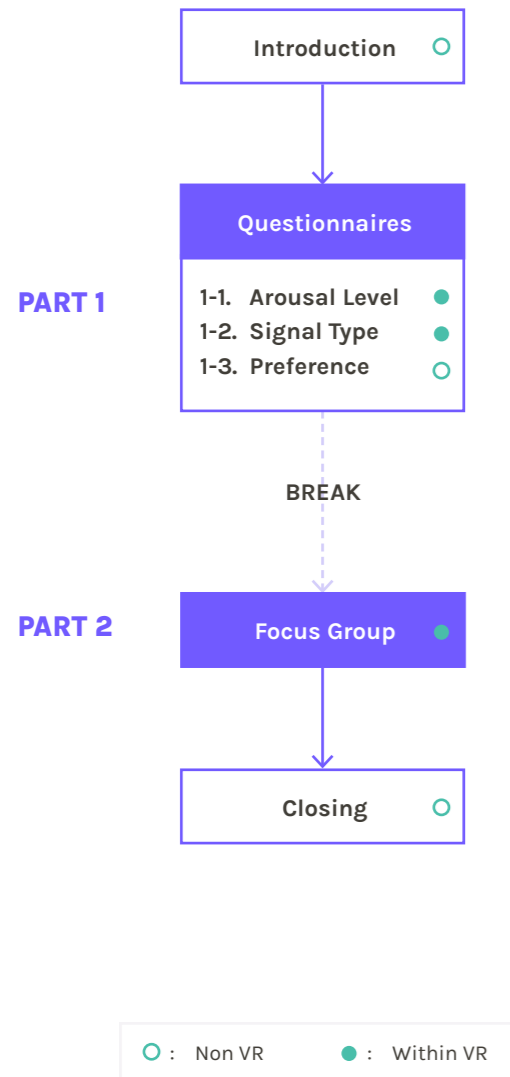 Introduction
Questionnaires
PART 1
1-1. Arousal Level
1-2. Signal Type
1-3. Preference
BREAK
PART 2
Focus Group
Closing
: Non VR
: Within VR